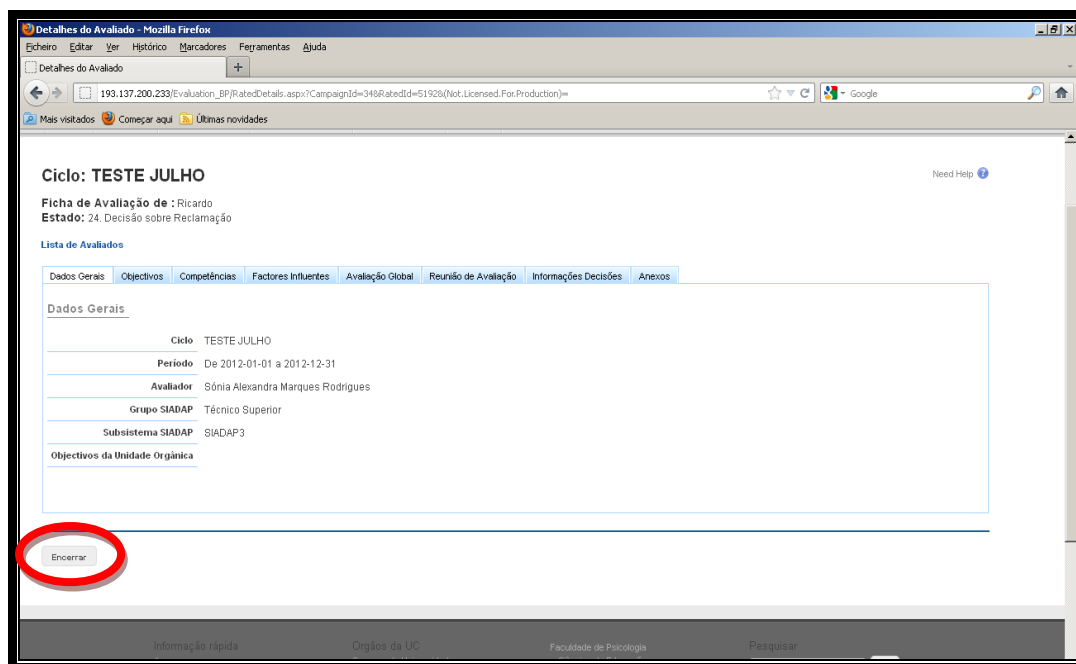 Detalhes do Avaliado - Mozilla Firefox
Ficheiro Editar Ver Histórico Marcadores Ferramentas Ajuda
Detalhes do Avaliado
193.137.200.233/Evaluation_BP/RatedDetails.aspx?CampaignId=34&RatedId=5192&(Not.Licensed.For.Production)=
Google
Mais visitados Começar aqui Últimas novidades
Ciclo: TESTE JULHO
Need Help ?
Ficha de Avaliação de : Ricardo
Estado: 24. Decisão sobre Reclamação
Lista de Avaliados
Dados Gerais Objectivos Competências Factores Influentes Avaliação Global Reunião de Avaliação Informações Decisões Anexos
Dados Gerais
Ciclo TESTE JULHO
Período De 2012-01-01 a 2012-12-31
Avaliador Sónia Alexandra Marques Rodrigues
Grupo SIADAP Técnico Superior
Subsistema SIADAP SIADAP3
Objectivos da Unidade Orgânica
Encerrar
Informação rápida Orgãos da UC Faculdade de Psicologia Pesquisar